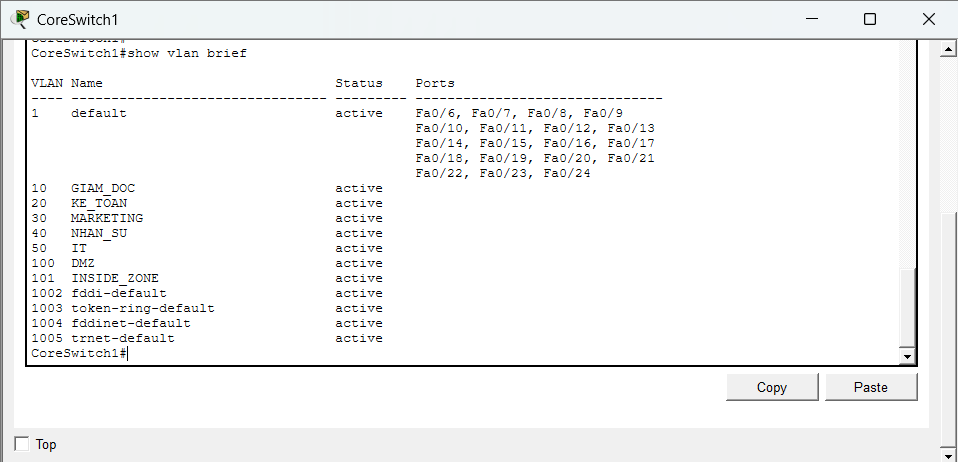 CoreSwitch1
CoreSwitch1#show vlan brief
VLAN Name                             Status    Ports
---- -------------------------------- --------- -------------------------------
1    default                          active    Fa0/6, Fa0/7, Fa0/8, Fa0/9
                                                Fa0/10, Fa0/11, Fa0/12, Fa0/13
                                                Fa0/14, Fa0/15, Fa0/16, Fa0/17
                                                Fa0/18, Fa0/19, Fa0/20, Fa0/21
                                                Fa0/22, Fa0/23, Fa0/24
10   GIAM_DOC                         active
20   KE_TOAN                          active
30   MARKETING                        active
40   NHAN_SU                          active
50   IT                               active
100  DMZ                              active
101  INSIDE_ZONE                      active
1002 fddi-default                     active
1003 token-ring-default               active
1004 fddinet-default                  active
1005 trnet-default                    active
CoreSwitch1#
Copy Paste
Top